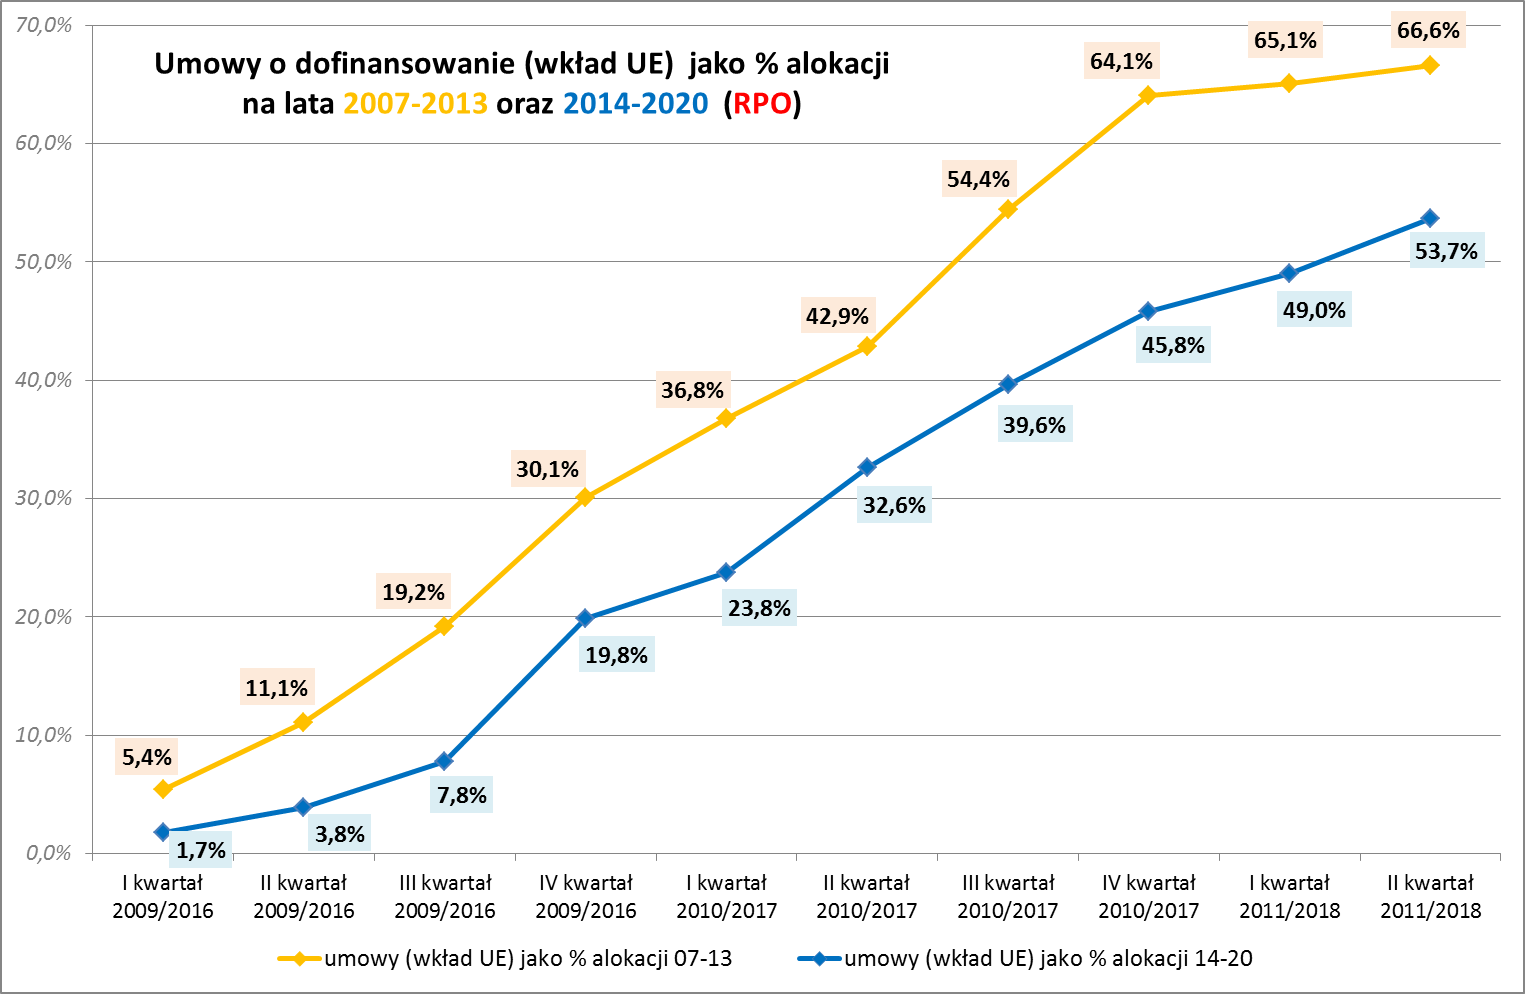 Umowy o dofinansowanie (wkład UE) jako % alokacji
na lata 2007-2013 oraz 2014-2020 (RPO)
70,0%
60,0%
50,0%
40,0%
30,0%
20,0%
10,0%
0,0%
5,4%
11,1%
19,2%
30,1%
36,8%
42,9%
54,4%
64,1%
65,1%
66,6%
1,7%
3,8%
7,8%
19,8%
23,8%
32,6%
39,6%
45,8%
49,0%
53,7%
I kwartał
2009/2016
II kwartał
2009/2016
III kwartał
2009/2016
IV kwartał
2009/2016
I kwartał
2010/2017
II kwartał
2010/2017
III kwartał
2010/2017
IV kwartał
2010/2017
I kwartał
2011/2018
II kwartał
2011/2018
umowy (wkład UE) jako % alokacji 07-13
umowy (wkład UE) jako % alokacji 14-20